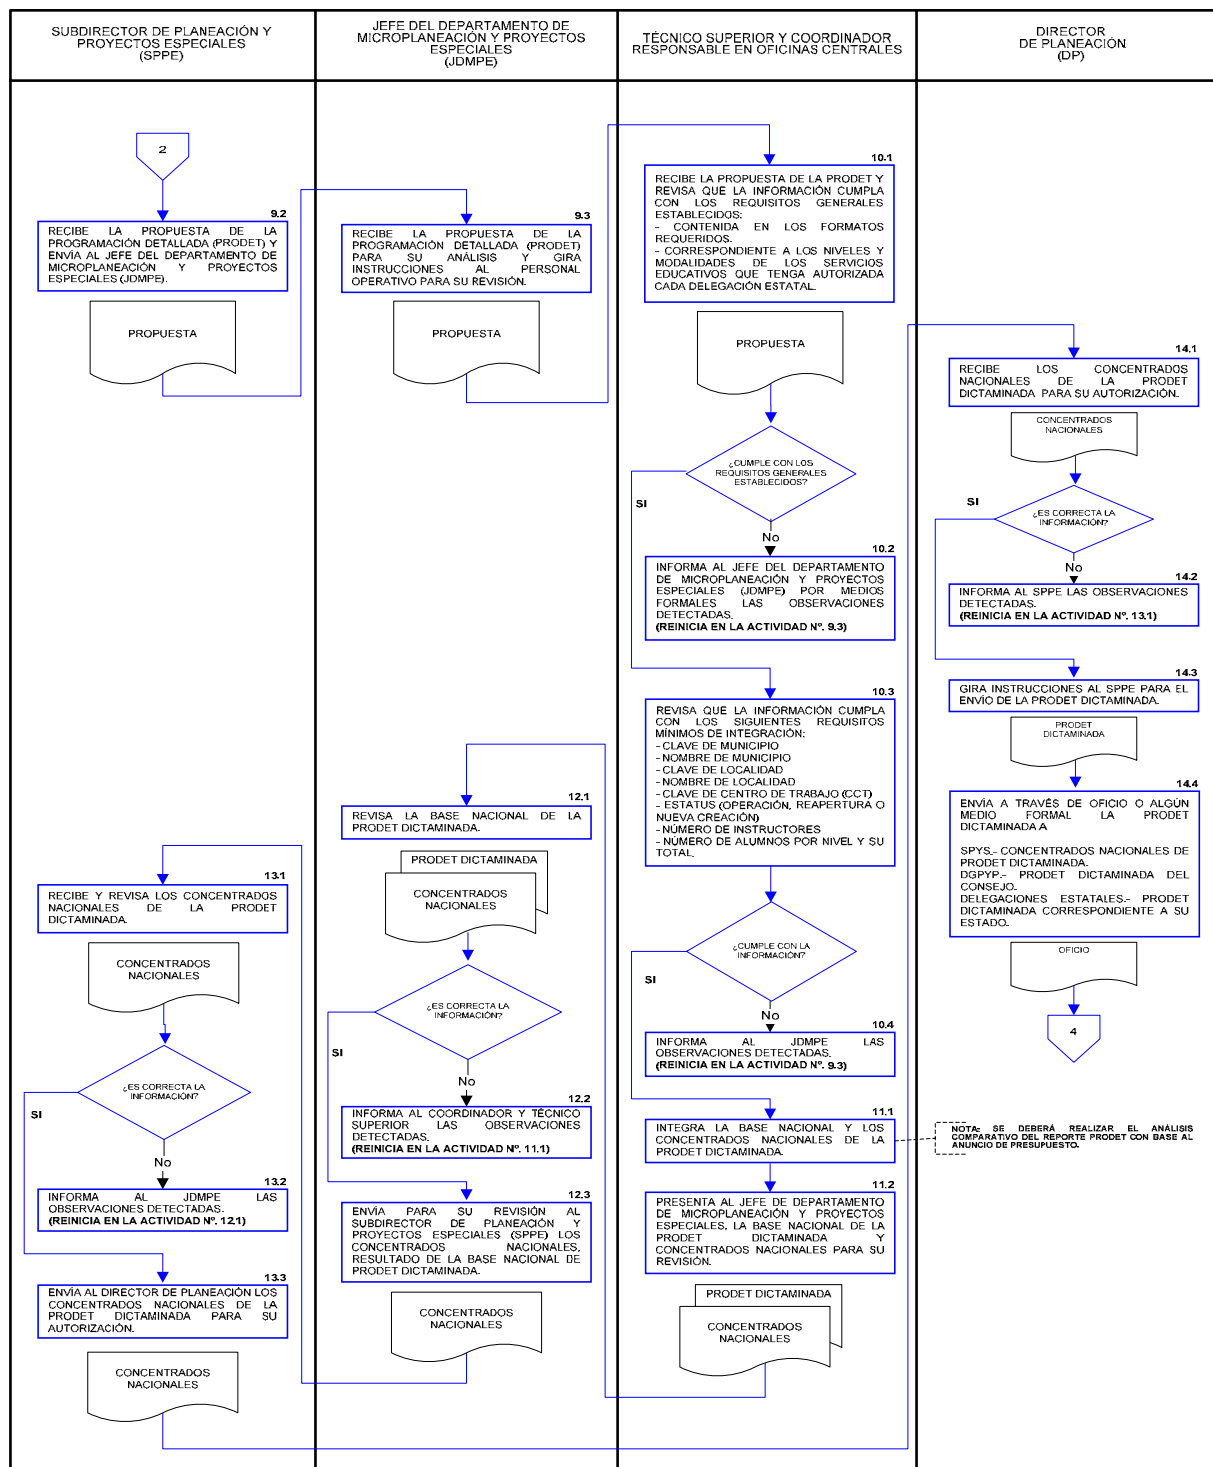 SUBDIRECTOR DE PLANEACIÓN Y
PROYECTOS ESPECIALES
(SPPE)
JEFE DEL DEPARTAMENTO DE
MICROPLANEACIÓN Y PROYECTOS
ESPECIALES
(JDMPE)
TÉCNICO SUPERIOR Y COORDINADOR
RESPONSABLE EN OFICINAS CENTRALES
DIRECTOR
DE PLANEACIÓN
(DP)
2
9.2
RECIBE LA PROPUESTA DE LA
PROGRAMACIÓN DETALLADA (PRODET) Y
ENVÍA AL JEFE DEL DEPARTAMENTO DE
MICROPLANEACIÓN Y PROYECTOS
ESPECIALES (JDMPE).
PROPUESTA
9.3
RECIBE LA PROPUESTA DE LA
PROGRAMACIÓN DETALLADA (PRODET)
PARA SU ANÁLISIS Y GIRA
INSTRUCCIONES AL PERSONAL
OPERATIVO PARA SU REVISIÓN.
PROPUESTA
10.1
RECIBE LA PROPUESTA DE LA PRODET Y
REVISA QUE LA INFORMACIÓN CUMPLA
CON LOS REQUISITOS GENERALES
ESTABLECIDOS:
- CONTENIDA EN LOS FORMATOS
REQUERIDOS.
- CORRESPONDIENTE A LOS NIVELES Y
MODALIDADES DE LOS SERVICIOS
EDUCATIVOS QUE TENGA AUTORIZADA
CADA DELEGACIÓN ESTATAL.
PROPUESTA
¿CUMPLE CON LOS
REQUISITOS GENERALES
ESTABLECIDOS?
SI
No
10.2
INFORMA AL JEFE DEL DEPARTAMENTO
DE MICROPLANEACIÓN Y PROYECTOS
ESPECIALES (JDMPE) POR MEDIOS
FORMALES LAS OBSERVACIONES
DETECTADAS.
(REINICIA EN LA ACTIVIDAD Nº. 9.3)
10.3
REVISA QUE LA INFORMACIÓN CUMPLA
CON LOS SIGUIENTES REQUISITOS
MÍNIMOS DE INTEGRACIÓN:
- CLAVE DE MUNICIPIO
- NOMBRE DE MUNICIPIO
- CLAVE DE LOCALIDAD
- NOMBRE DE LOCALIDAD
- CLAVE DE CENTRO DE TRABAJO (CCT)
- ESTATUS (OPERACIÓN, REAPERTURA O
NUEVA CREACIÓN)
- NÚMERO DE INSTRUCTORES
- NÚMERO DE ALUMNOS POR NIVEL Y SU
TOTAL.
¿CUMPLE CON LA
INFORMACIÓN?
SI
No
10.4
INFORMA AL JDMPE LAS
OBSERVACIONES DETECTADAS.
(REINICIA EN LA ACTIVIDAD Nº. 9.3)
11.1
INTEGRA LA BASE NACIONAL Y LOS
CONCENTRADOS NACIONALES DE LA
PRODET DICTAMINADA.
NOTA: SE DEBERÁ REALIZAR EL ANÁLISIS
COMPARATIVO DEL REPORTE PRODET CON BASE AL
ANUNCIO DE PRESUPUESTO.
11.2
PRESENTA AL JEFE DE DEPARTAMENTO
DE MICROPLANEACIÓN Y PROYECTOS
ESPECIALES, LA BASE NACIONAL DE LA
PRODET DICTAMINADA Y
CONCENTRADOS NACIONALES PARA SU
REVISIÓN.
PRODET DICTAMINADA
CONCENTRADOS
NACIONALES
12.1
REVISA LA BASE NACIONAL DE LA
PRODET DICTAMINADA.
PRODET DICTAMINADA
CONCENTRADOS
NACIONALES
¿ES CORRECTA LA
INFORMACIÓN?
SI
No
12.2
INFORMA AL COORDINADOR Y TÉCNICO
SUPERIOR LAS OBSERVACIONES
DETECTADAS.
(REINICIA EN LA ACTIVIDAD Nº. 11.1)
12.3
ENVÍA PARA SU REVISIÓN AL
SUBDIRECTOR DE PLANEACIÓN Y
PROYECTOS ESPECIALES (SPPE) LOS
CONCENTRADOS NACIONALES,
RESULTADO DE LA BASE NACIONAL DE
PRODET DICTAMINADA.
CONCENTRADOS
NACIONALES
13.1
RECIBE Y REVISA LOS CONCENTRADOS
NACIONALES DE LA PRODET
DICTAMINADA.
CONCENTRADOS
NACIONALES
¿ES CORRECTA LA
INFORMACIÓN?
SI
No
13.2
INFORMA AL JDMPE LAS
OBSERVACIONES DETECTADAS.
(REINICIA EN LA ACTIVIDAD Nº. 12.1)
13.3
ENVÍA AL DIRECTOR DE PLANEACIÓN LOS
CONCENTRADOS NACIONALES DE LA
PRODET DICTAMINADA PARA SU
AUTORIZACIÓN.
CONCENTRADOS
NACIONALES
14.1
RECIBE LOS CONCENTRADOS
NACIONALES DE LA PRODET
DICTAMINADA PARA SU AUTORIZACIÓN.
CONCENTRADOS
NACIONALES
¿ES CORRECTA LA
INFORMACIÓN?
SI
No
14.2
INFORMA AL SPPE LAS OBSERVACIONES
DETECTADAS.
(REINICIA EN LA ACTIVIDAD Nº. 13.1)
14.3
GIRA INSTRUCCIONES AL SPPE PARA EL
ENVÍO DE LA PRODET DICTAMINADA.
PRODET
DICTAMINADA
14.4
ENVÍA A TRAVÉS DE OFICIO O ALGÚN
MEDIO FORMAL LA PRODET
DICTAMINADA A
SPYS.- CONCENTRADOS NACIONALES DE
PRODET DICTAMINADA.
DGPYP.- PRODET DICTAMINADA DEL
CONSEJO.
DELEGACIONES ESTATALES.- PRODET
DICTAMINADA CORRESPONDIENTE A SU
ESTADO.
OFICIO
4